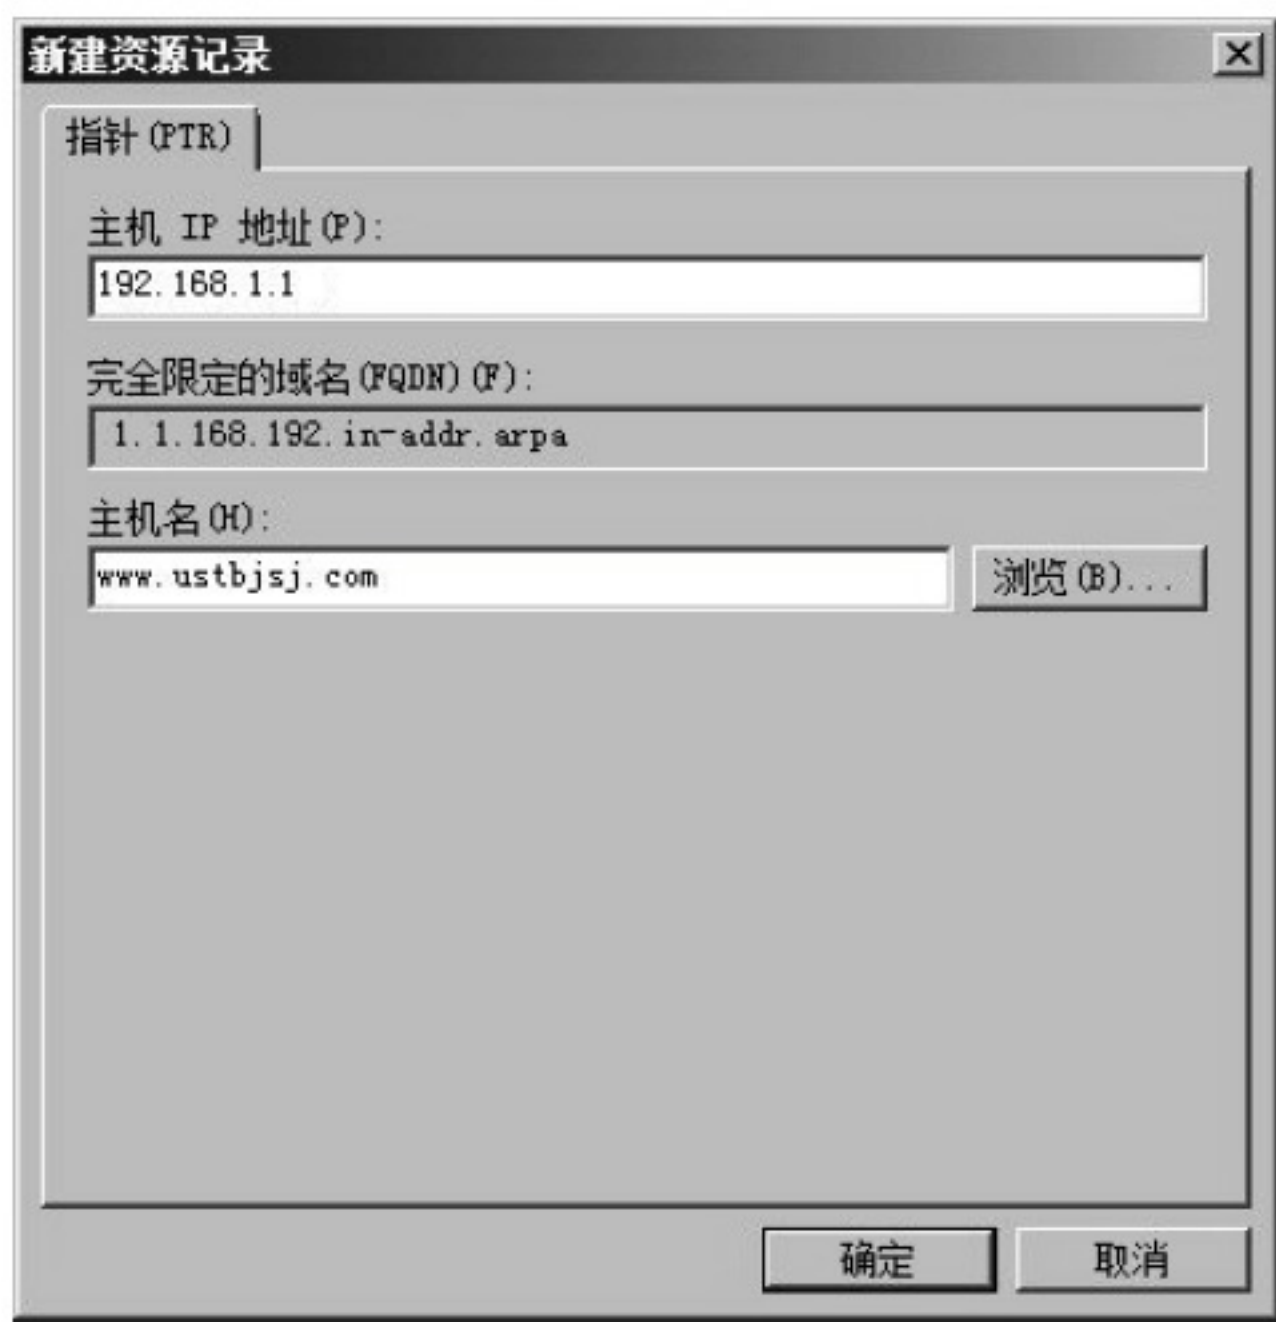 新建资源记录
指针(PTR)
主机 IP 地址(P):
192.168.1.1
完全限定的域名(FQDN)(F):
1.1.168.192.in-addr.arpa
主机名(H):
www.ustbjsj.com
浏览(B)...
确定 取消